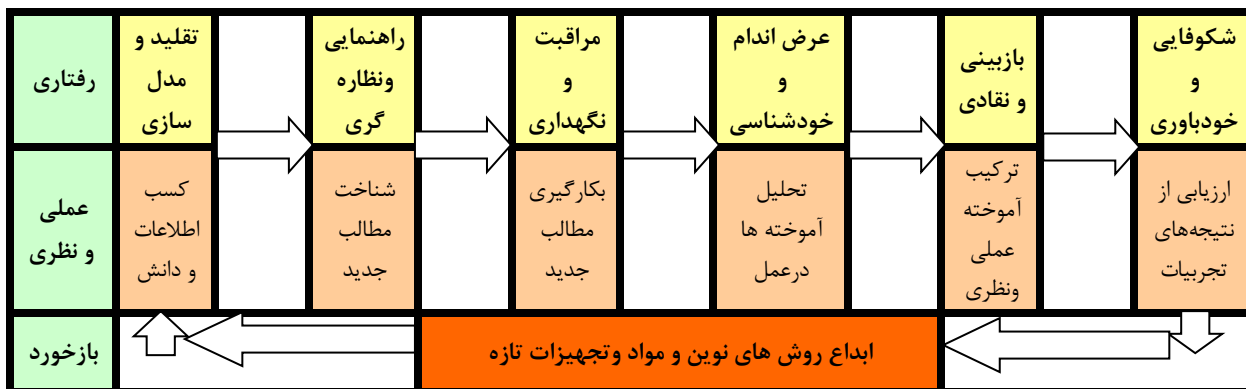 رفتاری
تقلید و
مدل
سازی
راهنمایی
ونظاره
گری
مراقبت
و
نگهداری
عرض اندام
و
خودشناسی
بازبینی
و نقادی
شکوفایی
و
خودباوری
عملی
و نظری
کسب
اطلاعات
و دانش
شناخت
مطالب
جدید
بکارگیری
مطالب
جدید
تحلیل
آموخته ها
درعمل
ترکیب
آموخته
عملی
ونظری
ارزیابی از
نتیجه‌های
تجربیات
بازخورد
ابداع روش های نوین و مواد وتجهیزات تازه